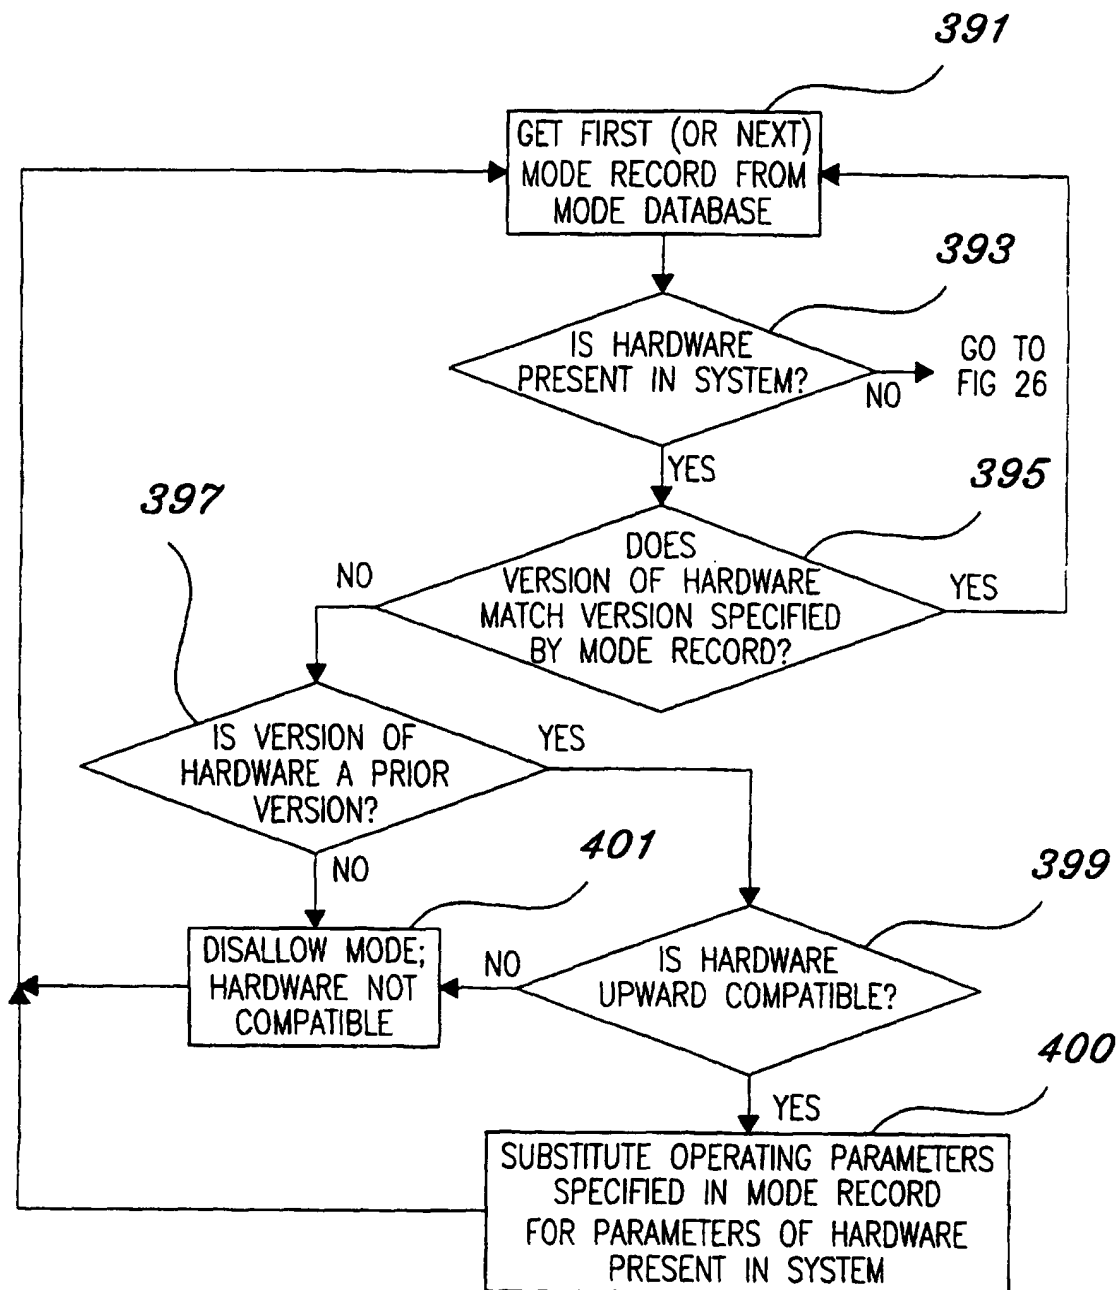 391
GET FIRST (OR NEXT)
MODE RECORD FROM
MODE DATABASE
393
IS HARDWARE
PRESENT IN SYSTEM?
NO
GO TO
FIG 26
YES
395
DOES
VERSION OF HARDWARE
MATCH VERSION SPECIFIED
BY MODE RECORD?
NO
YES
397
IS VERSION OF
HARDWARE A PRIOR
VERSION?
YES
NO
401
DISALLOW MODE;
HARDWARE NOT
COMPATIBLE
399
IS HARDWARE
UPWARD COMPATIBLE?
NO
YES
400
SUBSTITUTE OPERATING PARAMETERS
SPECIFIED IN MODE RECORD
FOR PARAMETERS OF HARDWARE
PRESENT IN SYSTEM